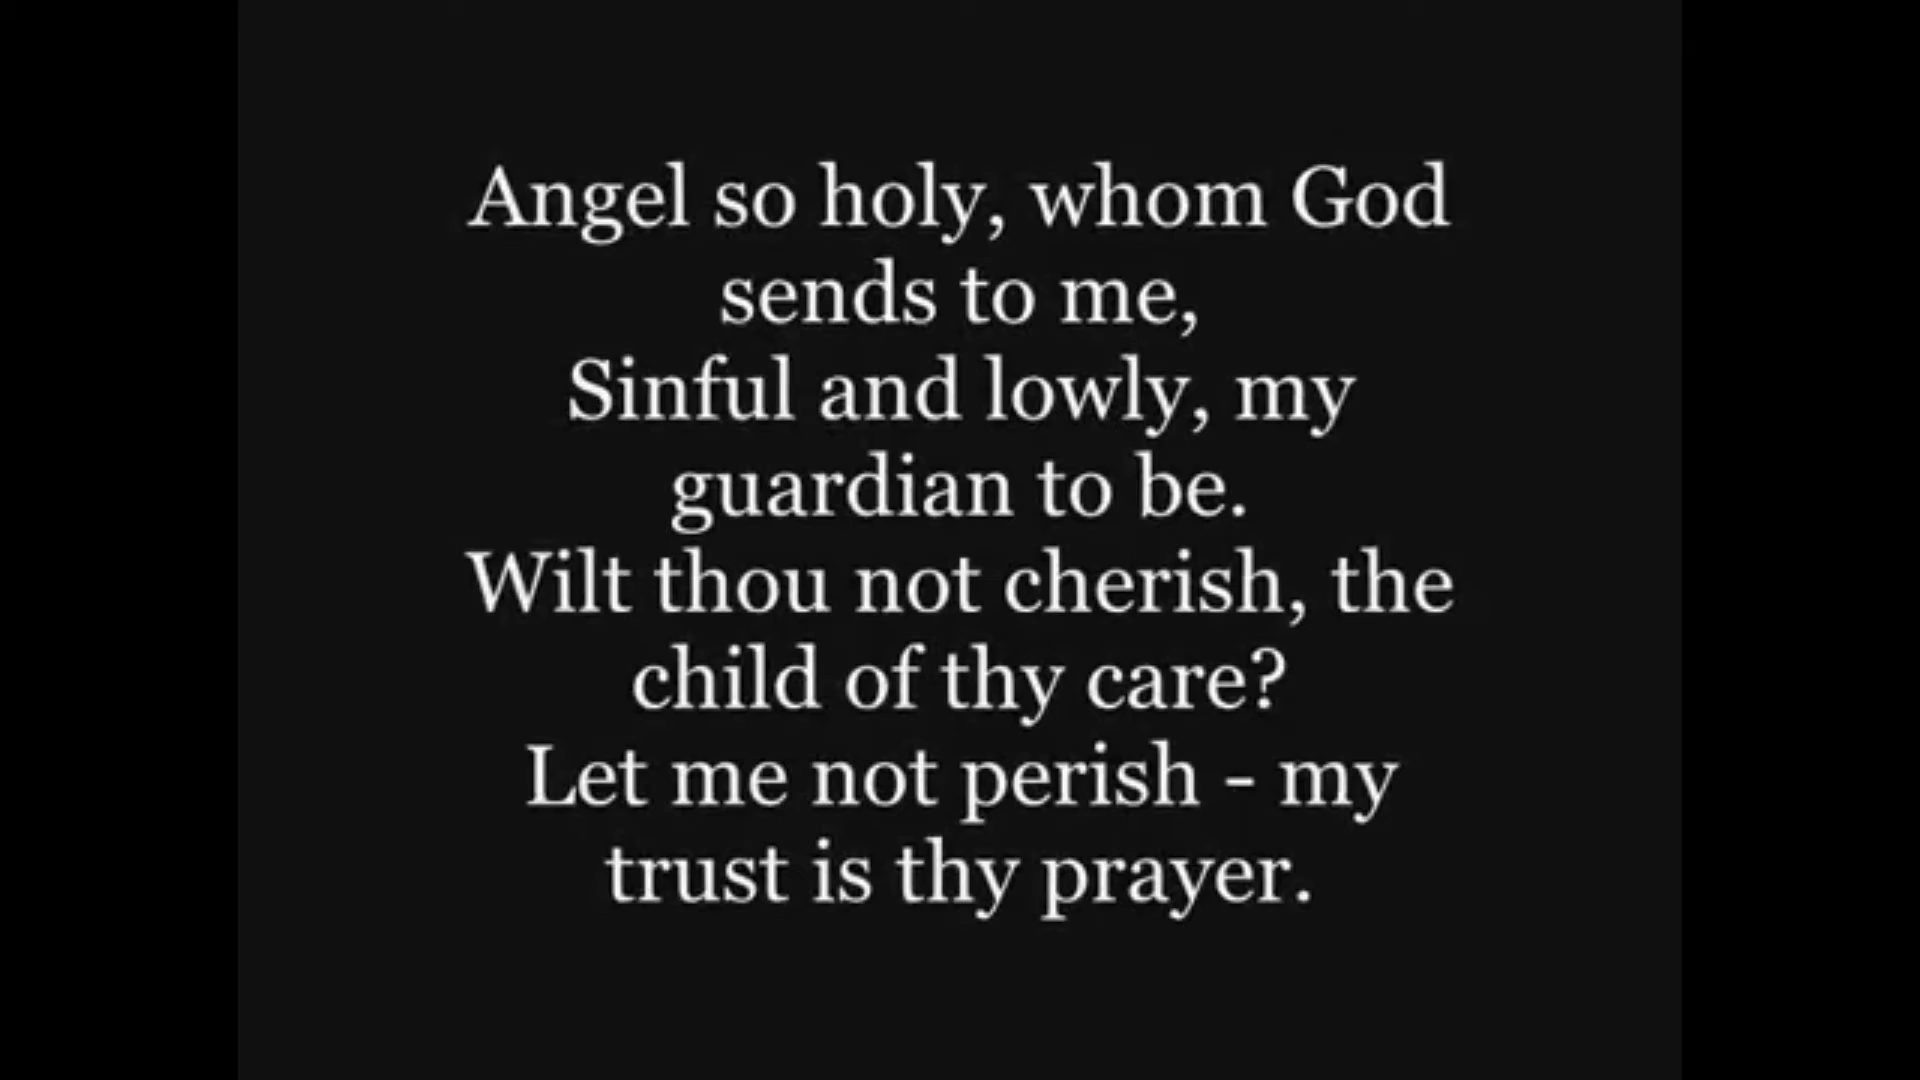 Angel so holy, whom God
sends to me,
Sinful and lowly, my
guardian to be.
Wilt thou not cherish, the
child of thy care?
Let me not perish - my
trust is thy prayer.